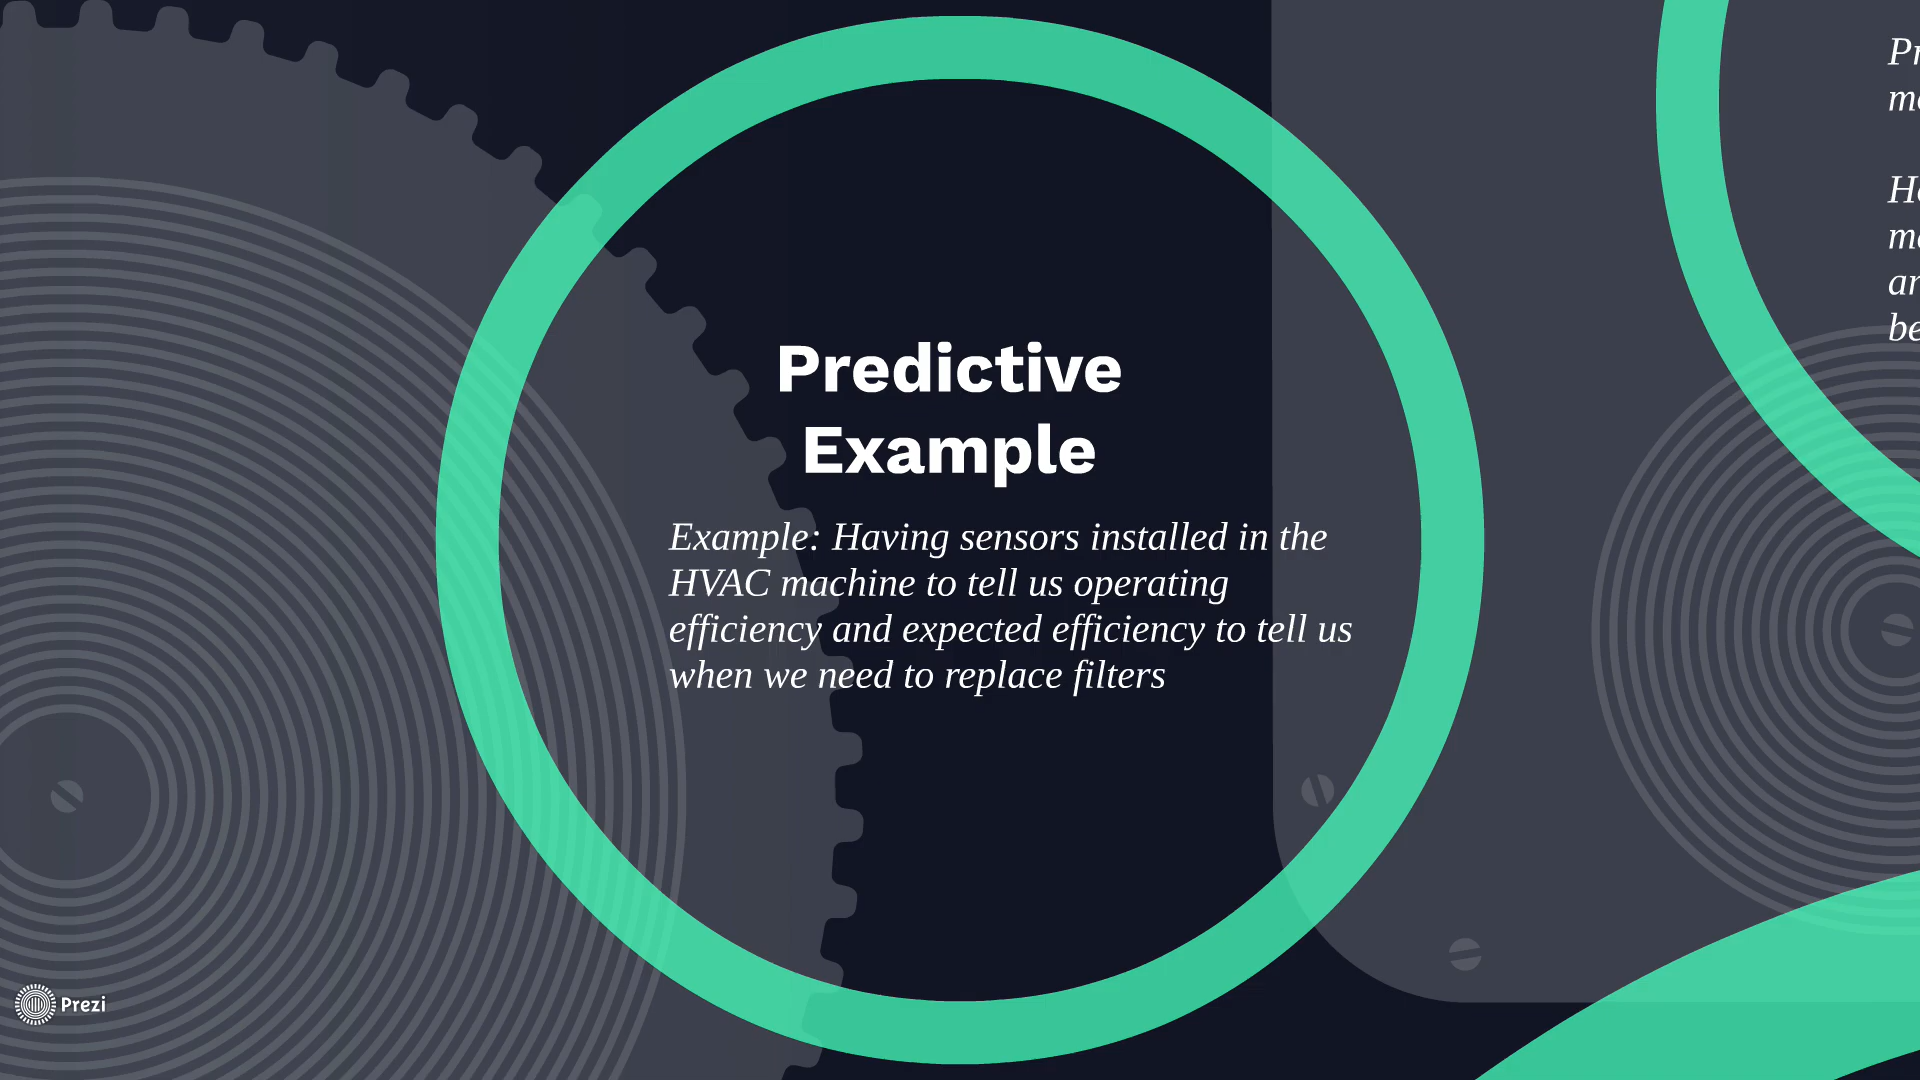 Predictive
Example
Example: Having sensors installed in the
HVAC machine to tell us operating
efficiency and expected efficiency to tell us
when we need to replace filters
Prezi